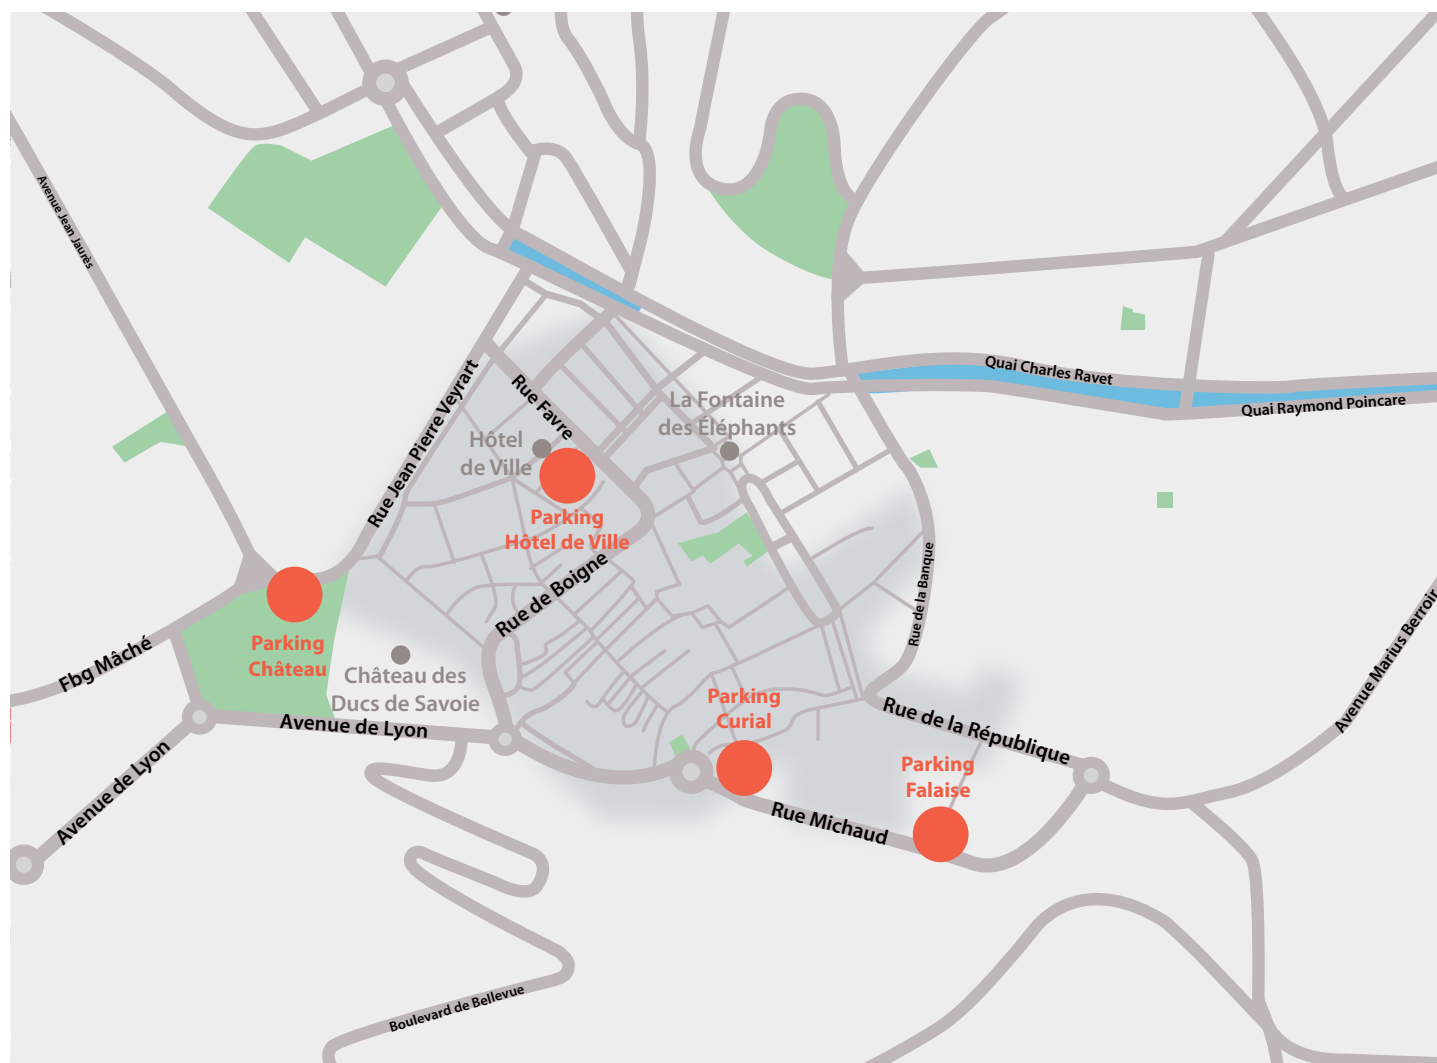 Avenue Jean Jaurès
Quai Charles Ravet
Quai Raymond Poincare
Rue Jean Pierre Veyrart
Rue Favre
La Fontaine
des Éléphants
Hôtel
de Ville
Parking
Hôtel de Ville
Rue de Boigne
Rue de la Banque
Avenue Marius Berroir
Fbg Mâché
Parking
Château
Château des
Ducs de Savoie
Avenue de Lyon
Avenue de Lyon
Parking
Curial
Rue de la République
Parking
Falaise
Rue Michaud
Boulevard de Bellevue